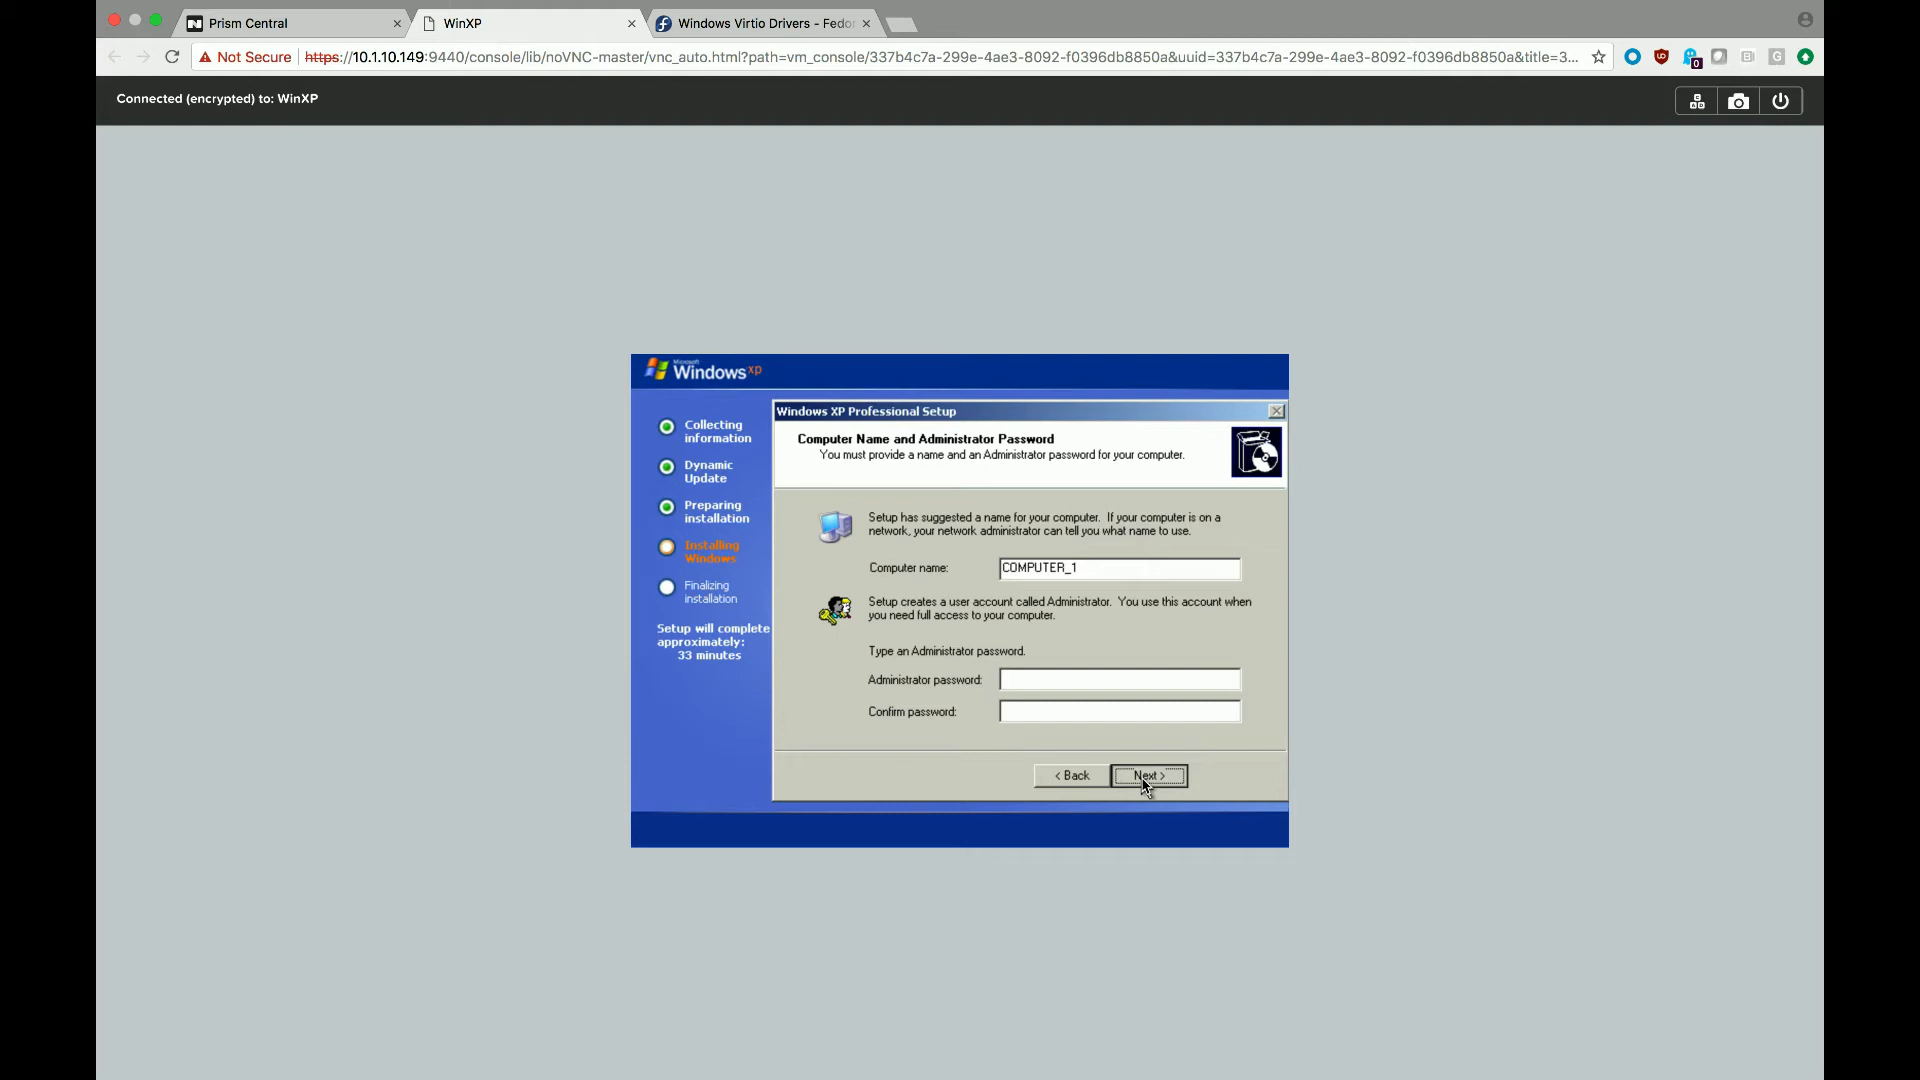 Prism Central
WinXP
Windows Virtio Drivers - Fedo
Not Secure
https://10.1.10.149:9440/console/lib/noVNC-master/vnc_auto.html?path=vm_console/337b4c7a-299e-4ae3-8092-f0396db8850a&uuid=337b4c7a-299e-4ae3-8092-f0396db8850a&title=3...
0
Connected (encrypted) to: WinXP
Microsoft
Windows xp
Collecting
information
Dynamic
Update
Preparing
installation
Installing
Windows
Finalizing
installation
Setup will complete
approximately:
33 minutes
Windows XP Professional Setup
Computer Name and Administrator Password
You must provide a name and an Administrator password for your computer.
Setup has suggested a name for your computer. If your computer is on a
network, your network administrator can tell you what name to use.
Computer name:
COMPUTER_1
Setup creates a user account called Administrator. You use this account when
you need full access to your computer.
Type an Administrator password.
Administrator password:
Confirm password:
< Back
Next >